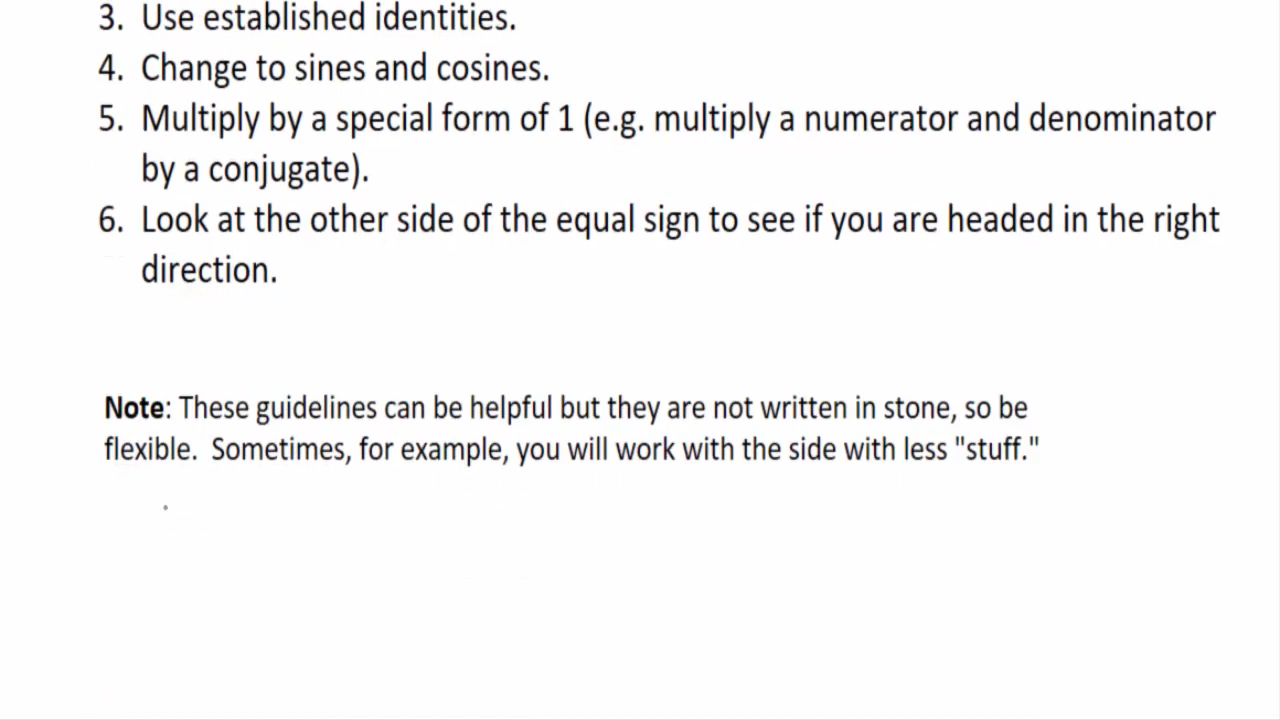 3. Use established identities.
4. Change to sines and cosines.
5. Multiply by a special form of 1 (e.g. multiply a numerator and denominator
by a conjugate).
6. Look at the other side of the equal sign to see if you are headed in the right
direction.
Note: These guidelines can be helpful but they are not written in stone, so be
flexible. Sometimes, for example, you will work with the side with less "stuff."